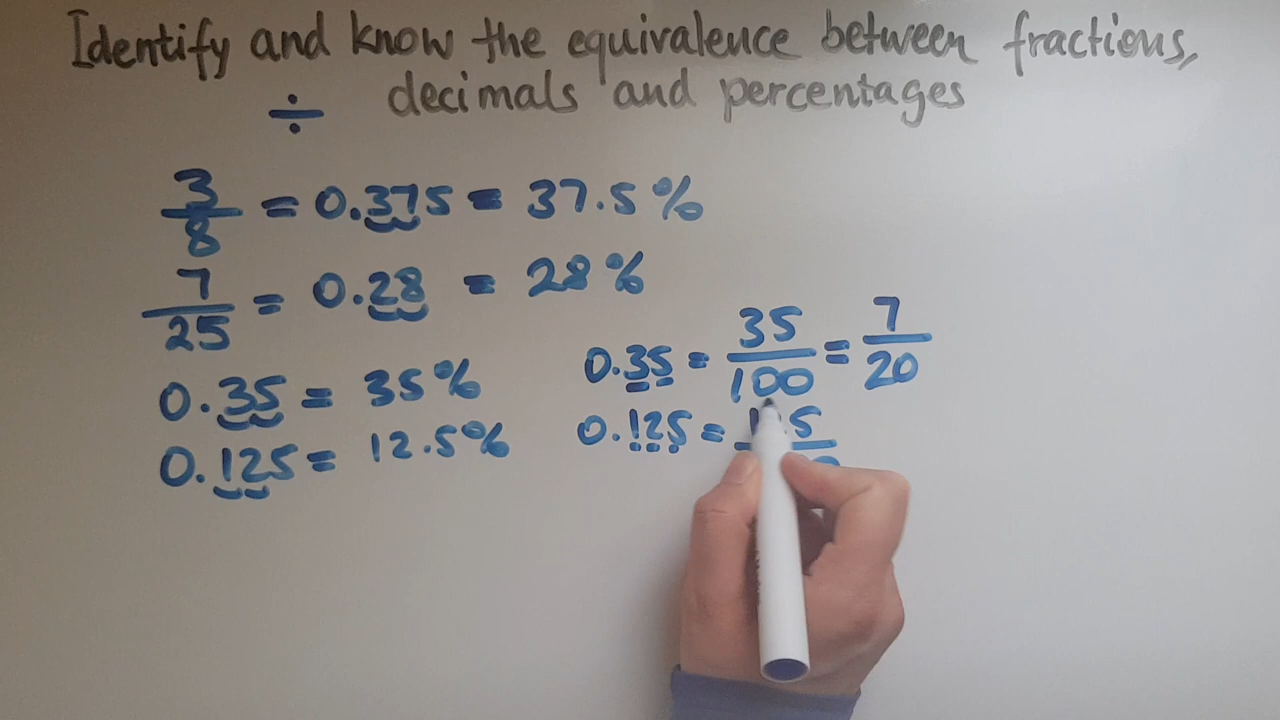 Identify and know the equivalence between fractions,
decimals and percentages
÷
3/8 = 0.375 = 37.5%
7/25 = 0.28 = 28%
0.35 = 35%
0.125 = 12.5%
0.35 = 35/100 = 7/20
0.125 =